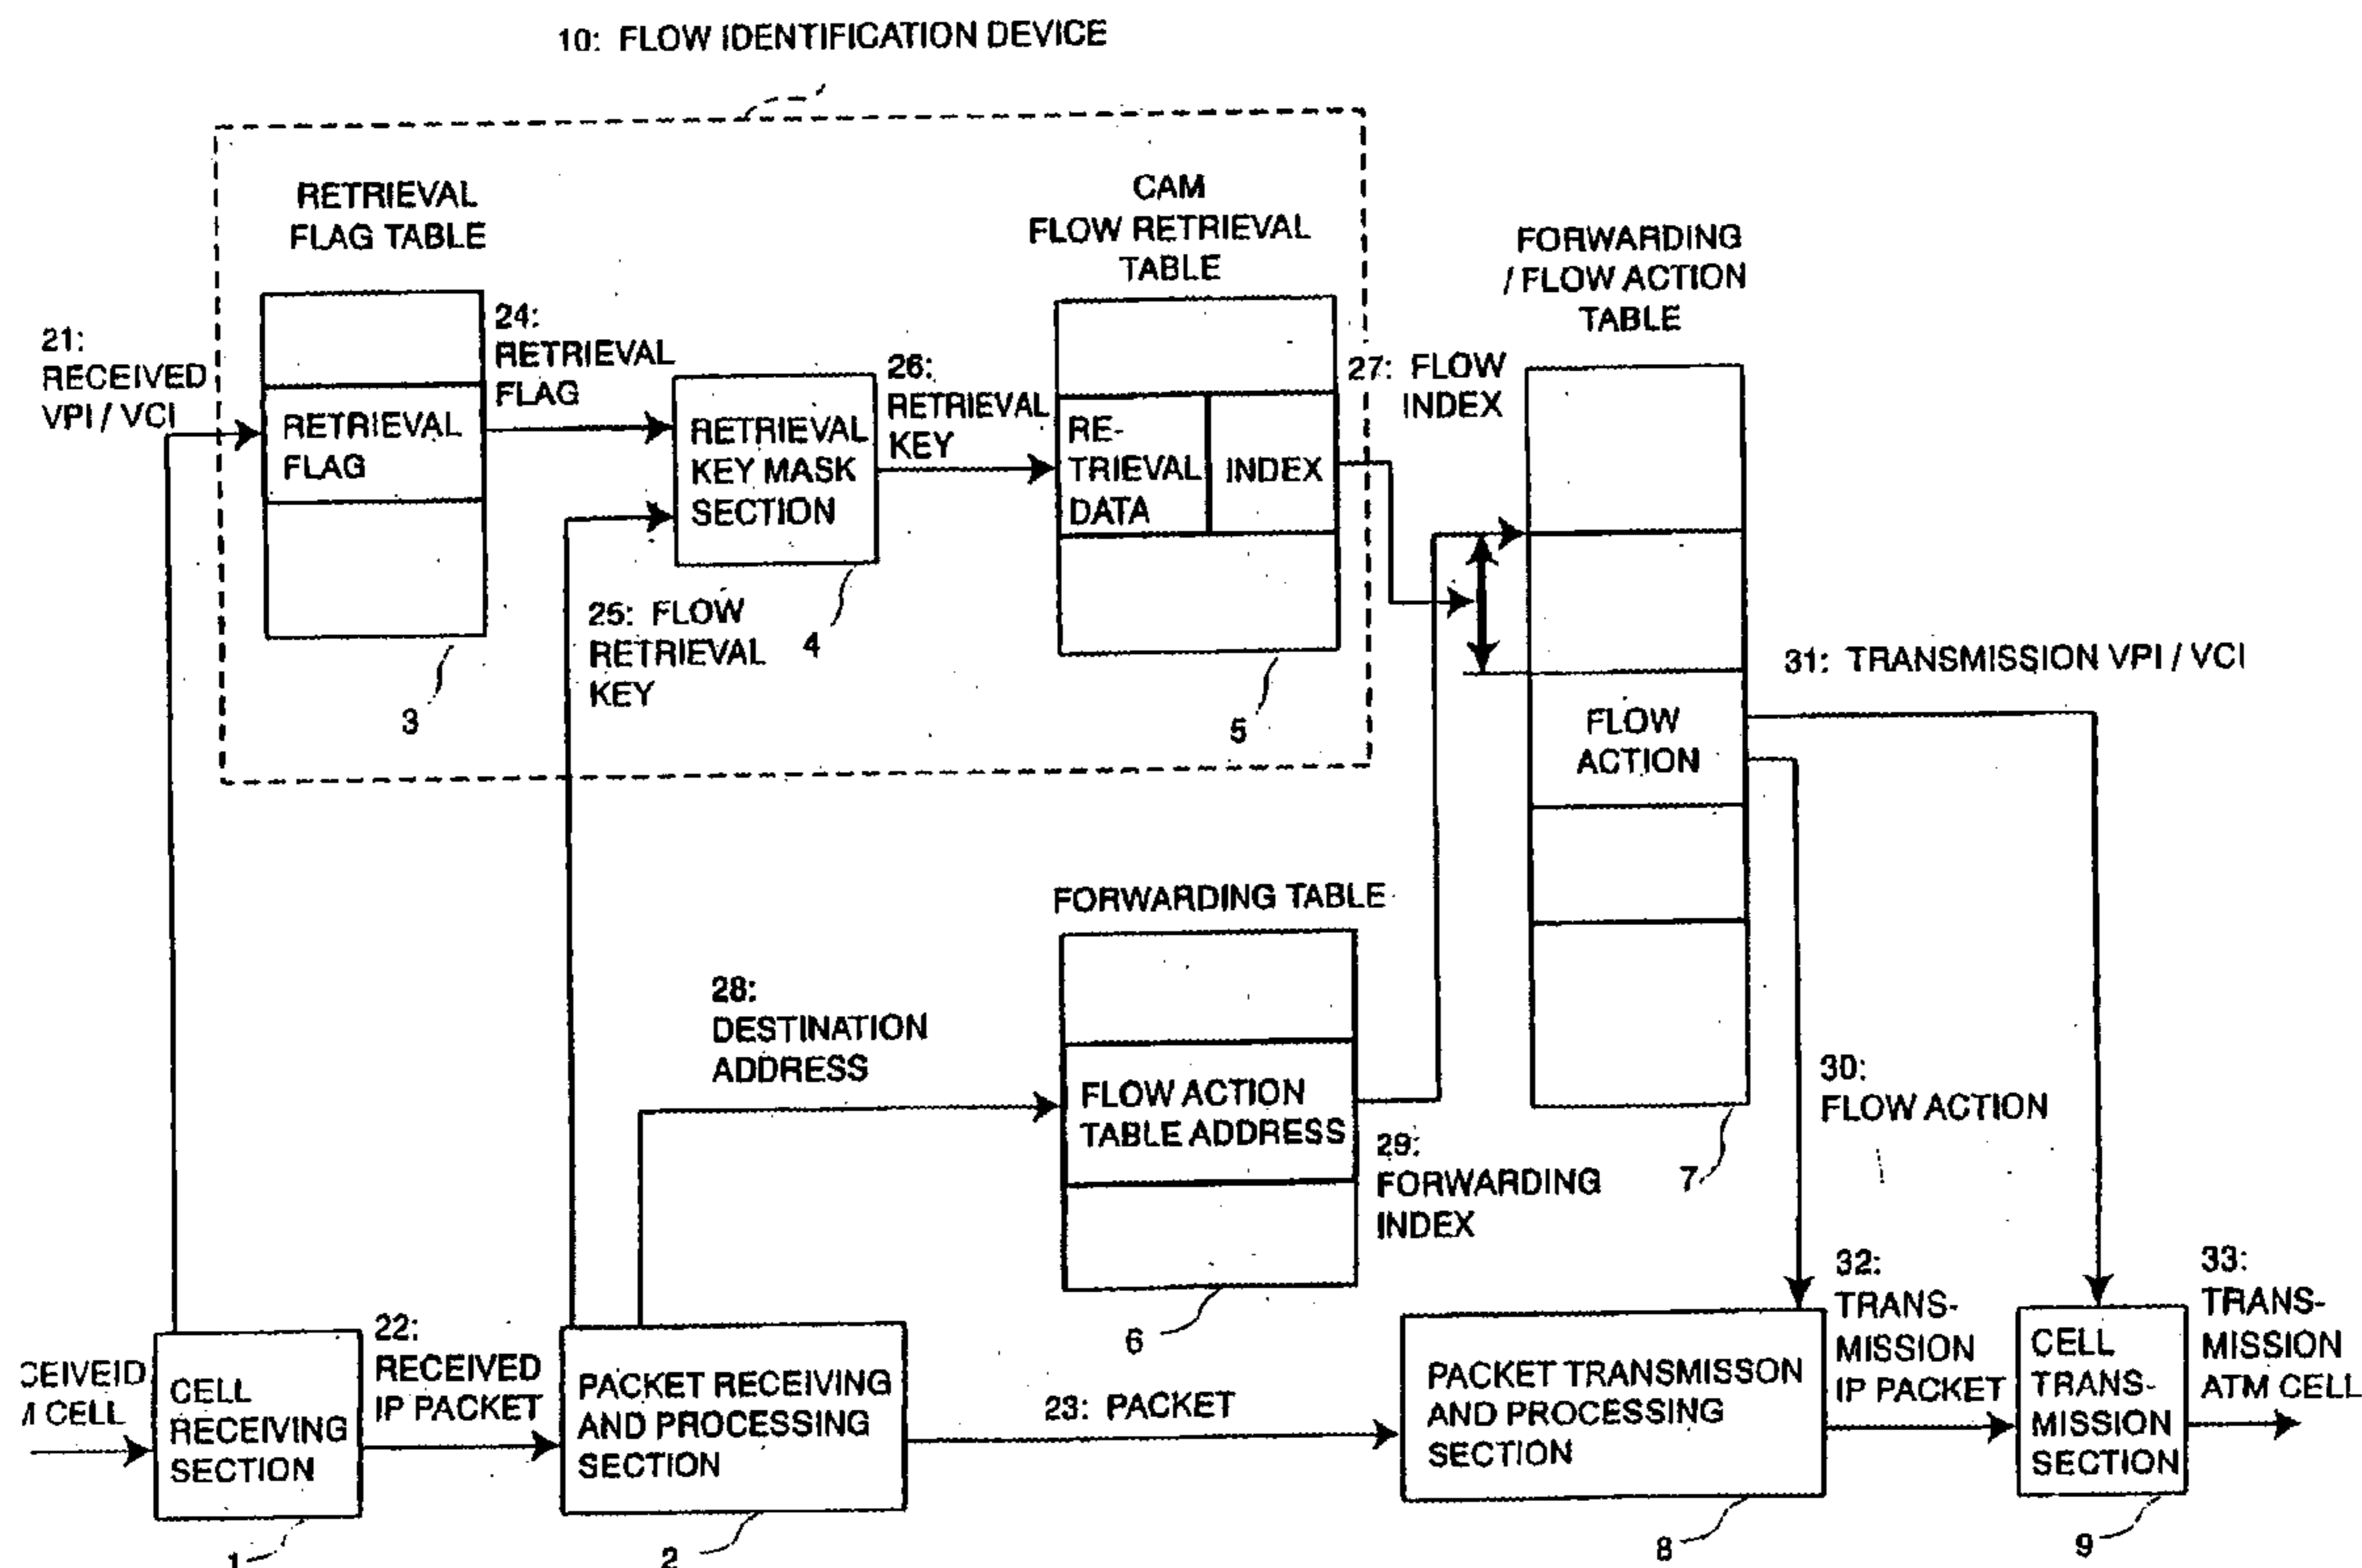 10: FLOW IDENTIFICATION DEVICE
RETRIEVAL
FLAG TABLE
CAM
FLOW RETRIEVAL
TABLE
FORWARDING
/ FLOW ACTION
TABLE
21:
RECEIVED
VPI / VCI
RETRIEVAL
FLAG
24:
RETRIEVAL
FLAG
RETRIEVAL
KEY MASK
SECTION
26:
RETRIEVAL
KEY
RE-
TRIEVAL
DATA
INDEX
27: FLOW
INDEX
25: FLOW
RETRIEVAL
KEY
3
4
5
31: TRANSMISSION VPI / VCI
FLOW
ACTION
FORWARDING TABLE
28:
DESTINATION
ADDRESS
FLOW ACTION
TABLE ADDRESS
29:
FORWARDING
INDEX
6
7
30:
FLOW ACTION
CEIVEID
M CELL
CELL
RECEIVING
SECTION
1
22:
RECEIVED
IP PACKET
PACKET RECEIVING
AND PROCESSING
SECTION
2
23: PACKET
PACKET TRANSMISSON
AND PROCESSING
SECTION
8
32:
TRANS-
MISSION
IP PACKET
CELL
TRANS-
MISSION
SECTION
9
33:
TRANS-
MISSION
ATM CELL